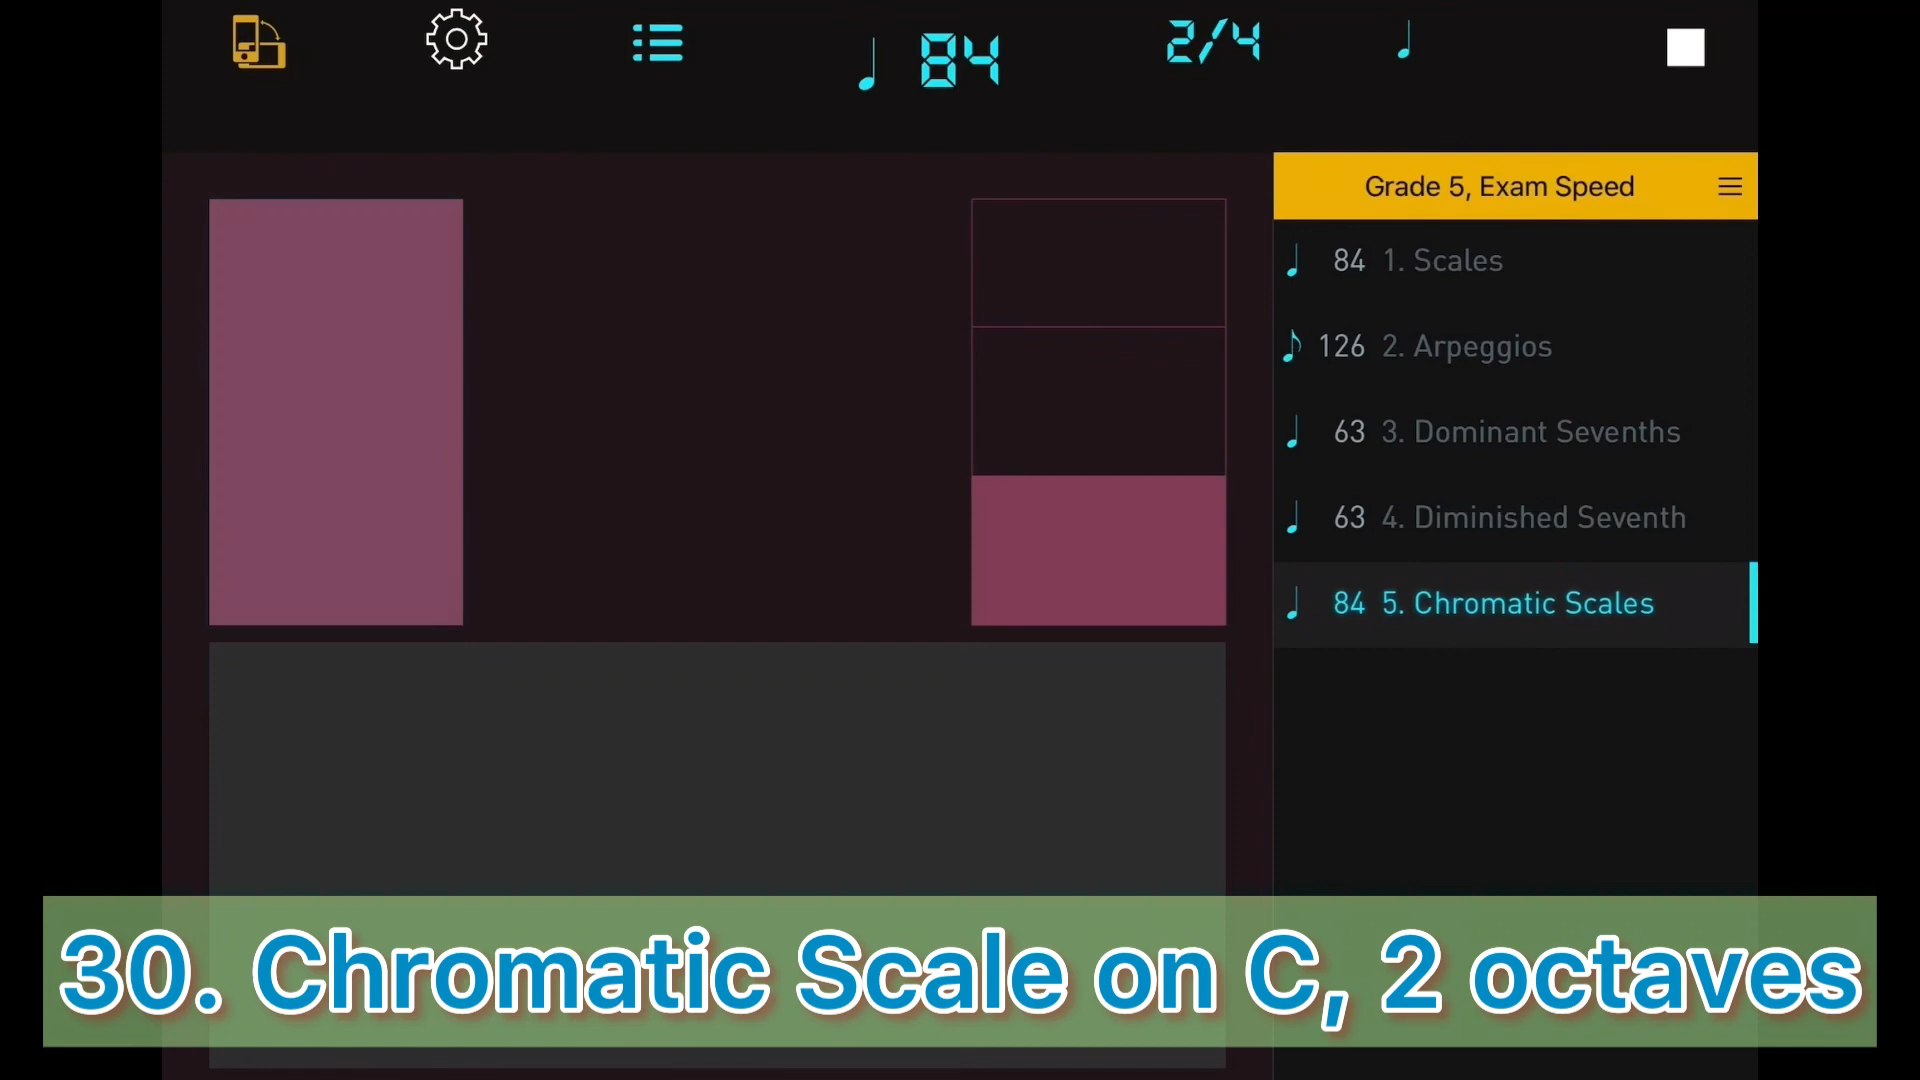 ♩ 84 2/4 ♩
Grade 5, Exam Speed
♩ 84 1. Scales
♪ 126 2. Arpeggios
♩ 63 3. Dominant Sevenths
♩ 63 4. Diminished Seventh
♩ 84 5. Chromatic Scales
30. Chromatic Scale on C, 2 octaves